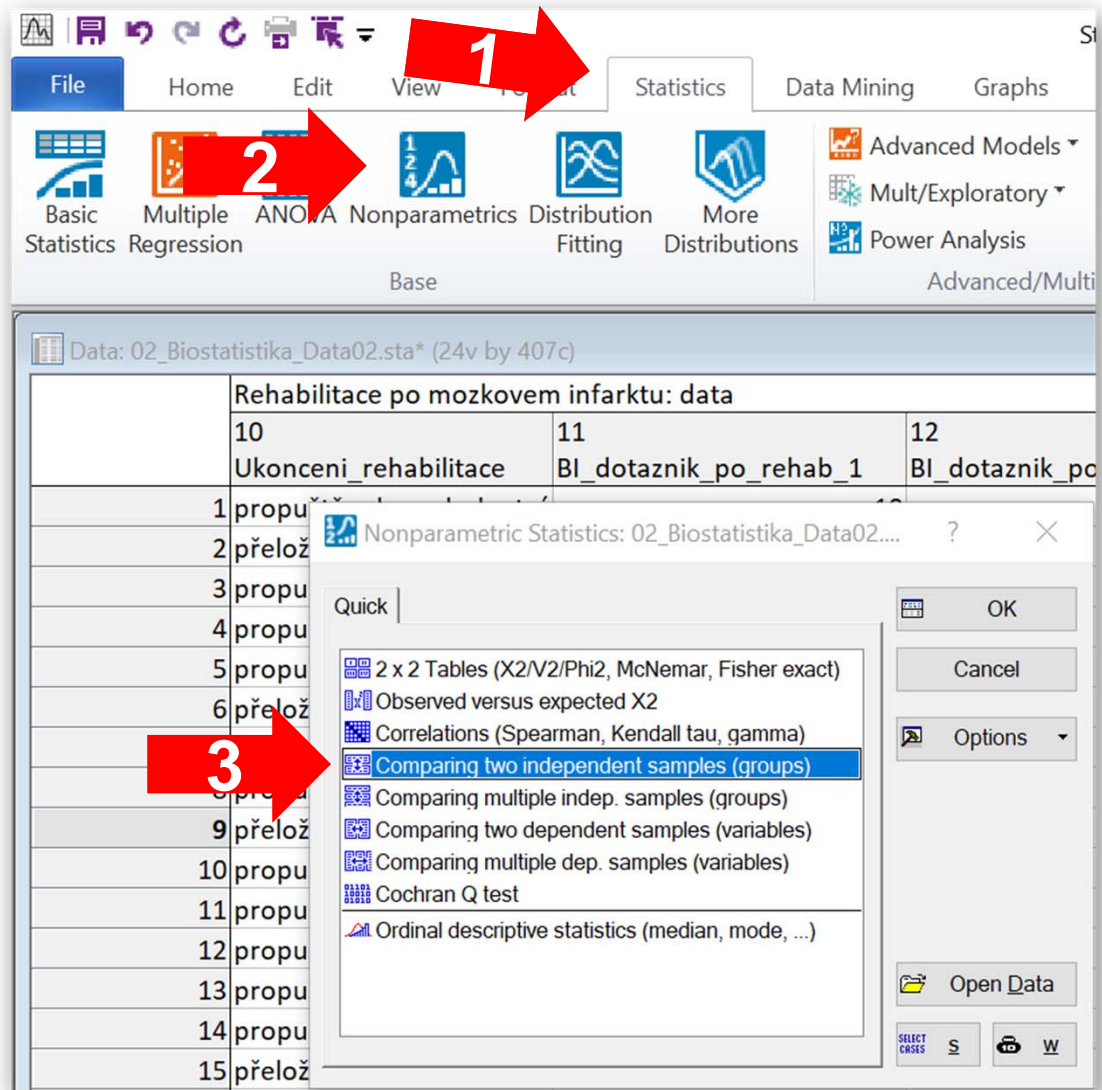 1
St
File Home Edit View Statistics Data Mining Graphs
2
Basic Statistics
Multiple Regression
ANOVA
Nonparametrics
Distribution Fitting
More Distributions
Advanced Models
Mult/Exploratory
Power Analysis
Base
Advanced/Multi
Data: 02_Biostatistika_Data02.sta* (24v by 407c)
Rehabilitace po mozkovem infarktu: data
10 11 12
Ukonceni_rehabilitace BI_dotaznik_po_rehab_1 BI_dotaznik_po
1
2 přelož
3 propu
4 propu
5 propu
6 přelož
9 přelož
10 propu
11 propu
12 propu
13 propu
14 propu
15 přelož
Nonparametric Statistics: 02_Biostatistika_Data02.... ?
Quick
2 x 2 Tables (X2/V2/Phi2, McNemar, Fisher exact)
Observed versus expected X2
Correlations (Spearman, Kendall tau, gamma)
3
Comparing two independent samples (groups)
Comparing multiple indep. samples (groups)
Comparing two dependent samples (variables)
Comparing multiple dep. samples (variables)
Cochran Q test
Ordinal descriptive statistics (median, mode, ...)
OK
Cancel
Options
Open Data
SELECT CASES S W